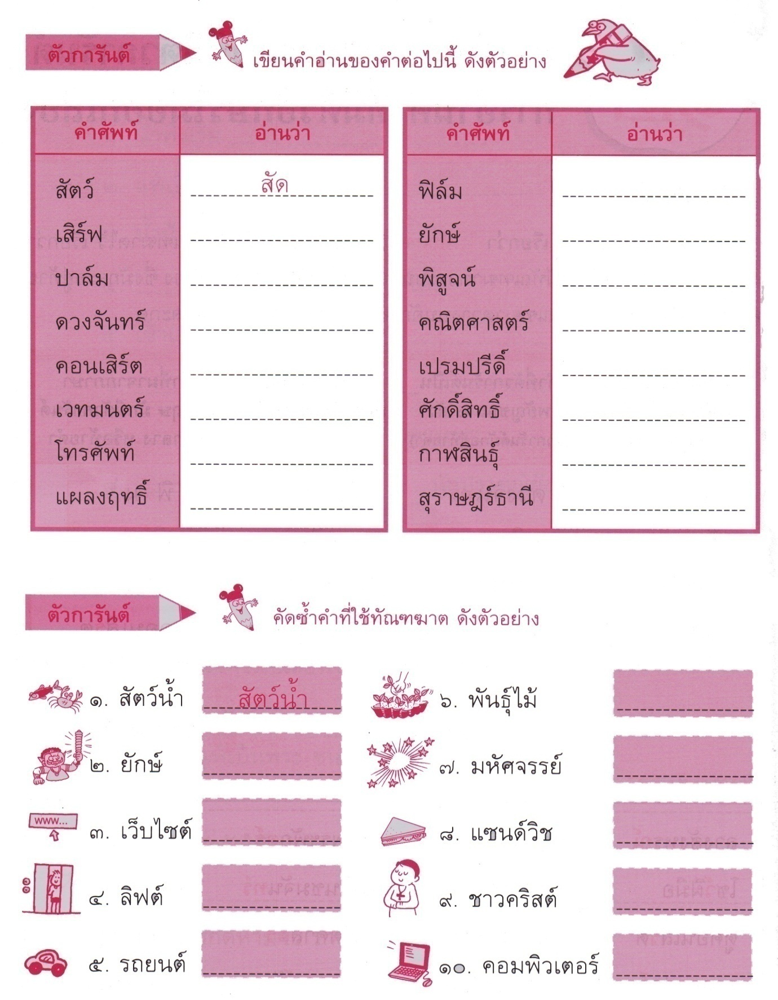 ตัวการันต์
เขียนคำอ่านของคำต่อไปนี้ ดังตัวอย่าง
คำศัพท์ อ่านว่า
สัตว์ สัด
เสิร์ฟ
ปาล์ม
ดวงจันทร์
คอนเสิร์ต
เวทมนตร์
โทรศัพท์
แผลงฤทธิ์
คำศัพท์ อ่านว่า
ฟิล์ม
ยักษ์
พิสูจน์
คณิตศาสตร์
เปรมปรีดิ์
ศักดิ์สิทธิ์
กาฬสินธุ์
สุราษฎร์ธานี
ตัวการันต์
คัดซ้ำคำที่ใช้ทัณฑฆาต ดังตัวอย่าง
๑. สัตว์น้ำ สัตว์น้ำ
๒. ยักษ์
www...
๓. เว็บไซต์
๔. ลิฟต์
๕. รถยนต์
๖. พันธุ์ไม้
๗. มหัศจรรย์
๘. แซนด์วิช
๙. ชาวคริสต์
๑๐. คอมพิวเตอร์